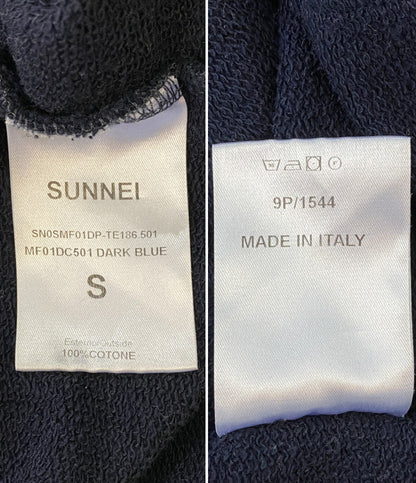 SUNNEI
SN0SMF01DP-TE186.501
MF01DC501 DARK BLUE
S
Esterno/Outside
100%COTONE
9P/1544
MADE IN ITALY